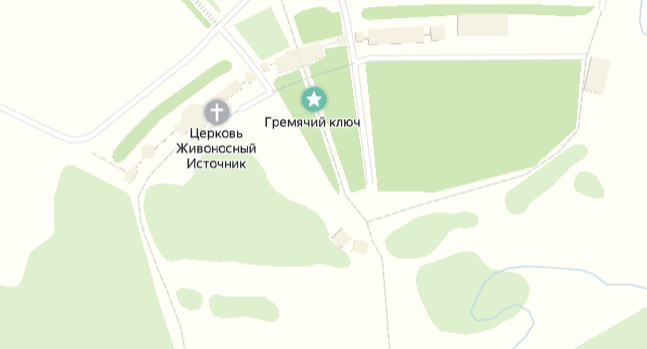 Гремячий ключ
Церковь
Живоносный
Источник